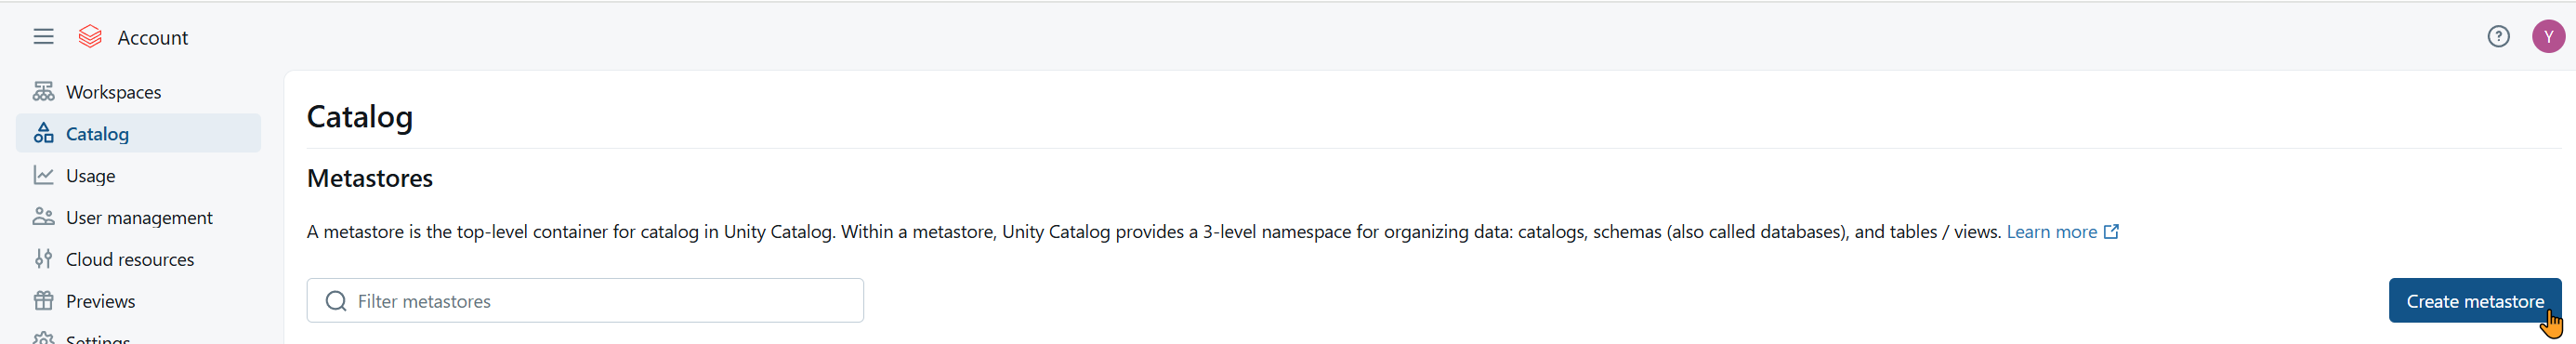 Account
Y
Workspaces
Catalog
Usage
User management
Cloud resources
Previews
Settings
Catalog
Metastores
A metastore is the top-level container for catalog in Unity Catalog. Within a metastore, Unity Catalog provides a 3-level namespace for organizing data: catalogs, schemas (also called databases), and tables / views. Learn more
Filter metastores
Create metastore